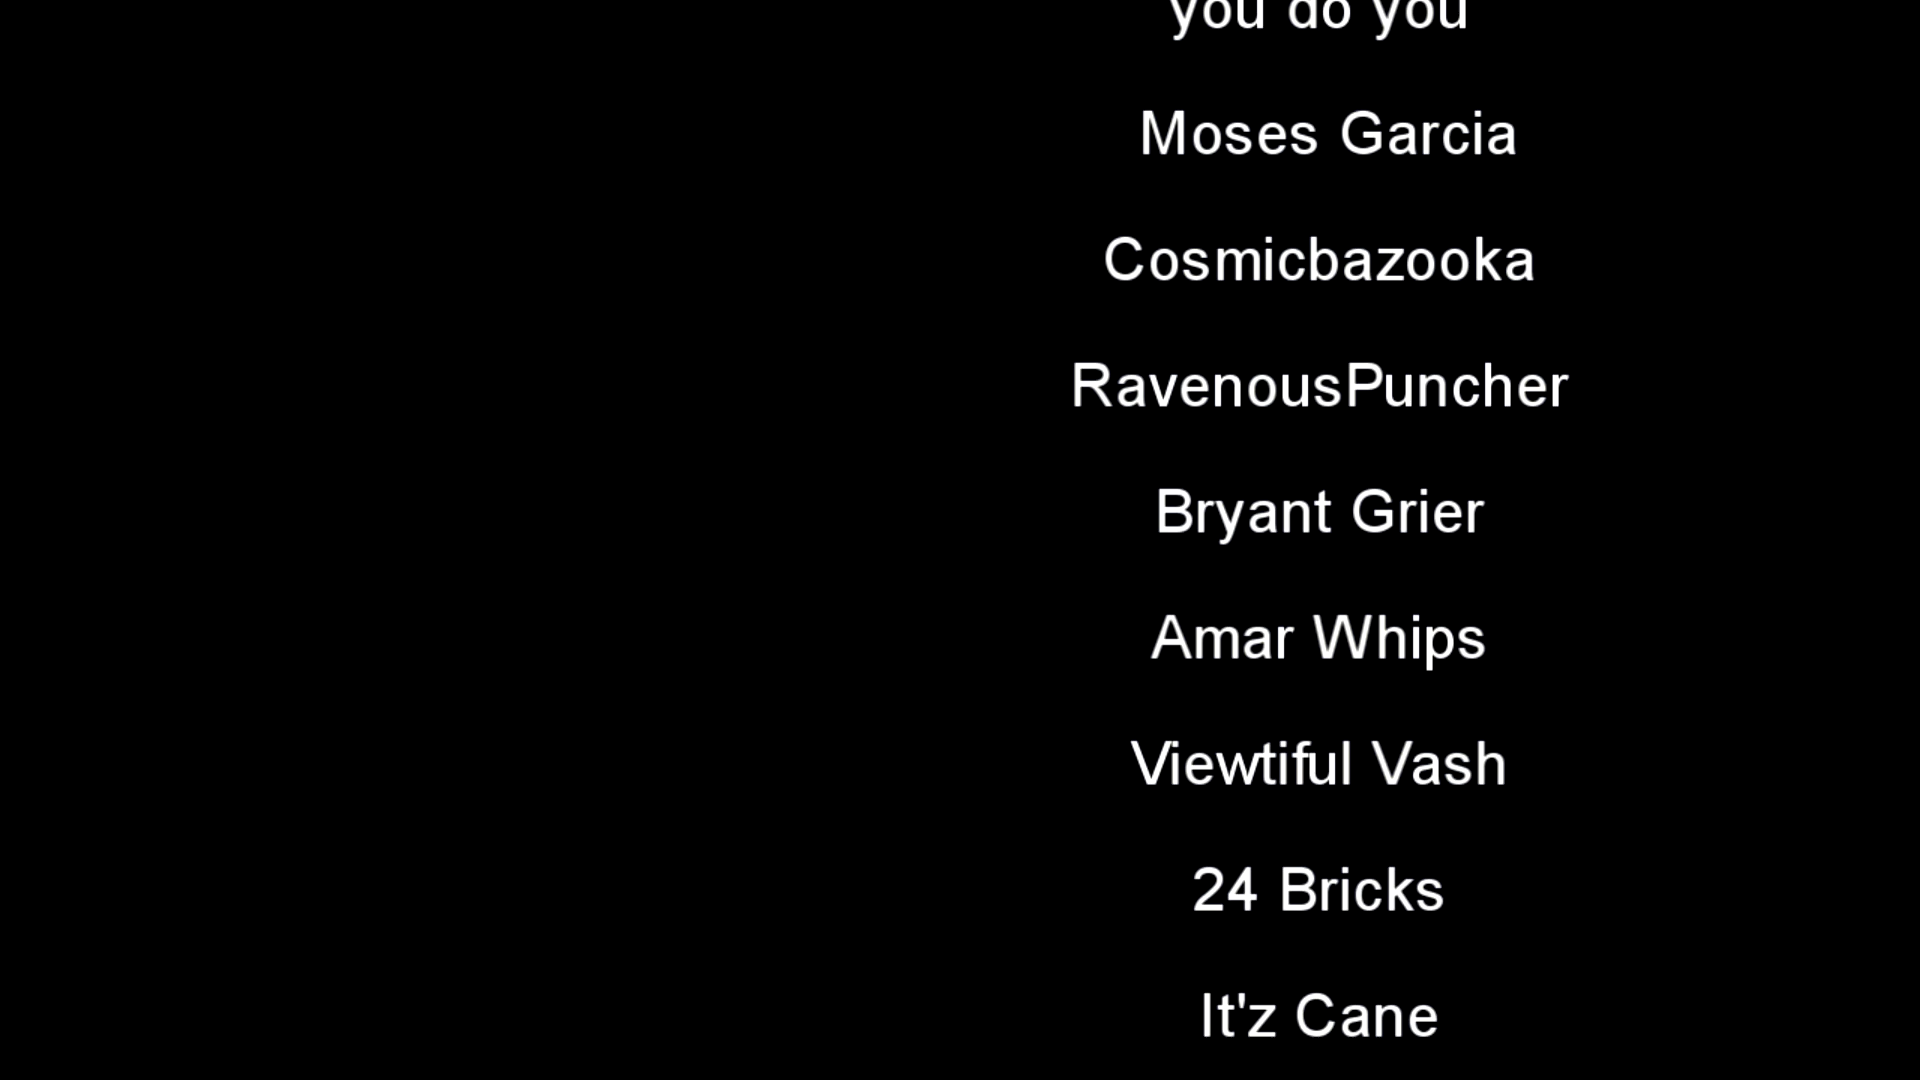 you do you
Moses Garcia
Cosmicbazooka
RavenousPuncher
Bryant Grier
Amar Whips
Viewtiful Vash
24 Bricks
It'z Cane